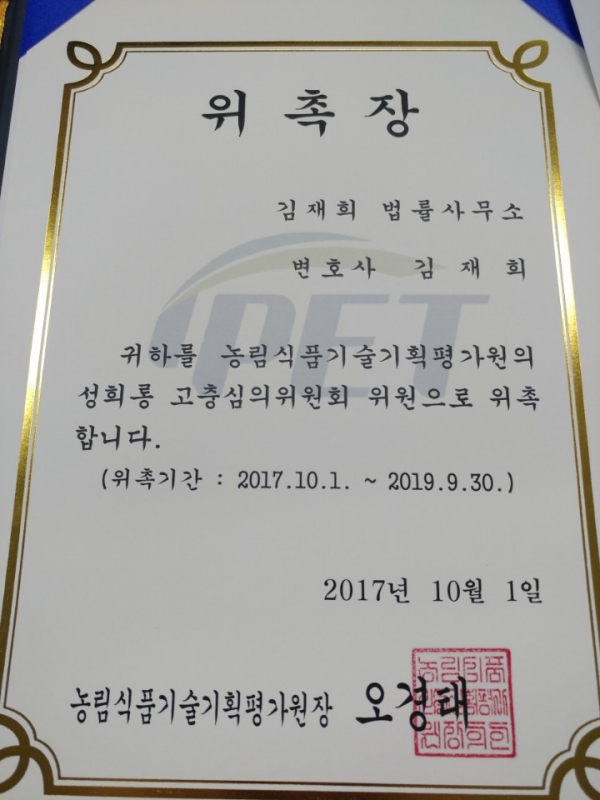 위 촉 장
김재희 법률사무소
변호사 김 재 희
IPET
귀하를 농림식품기술기획평가원의
성희롱 고충심의위원회 위원으로 위촉
합니다.
(위촉기간 : 2017.10.1. ~ 2019.9.30.)
2017년 10월 1일
농림식품기술기획평가원장 오경태